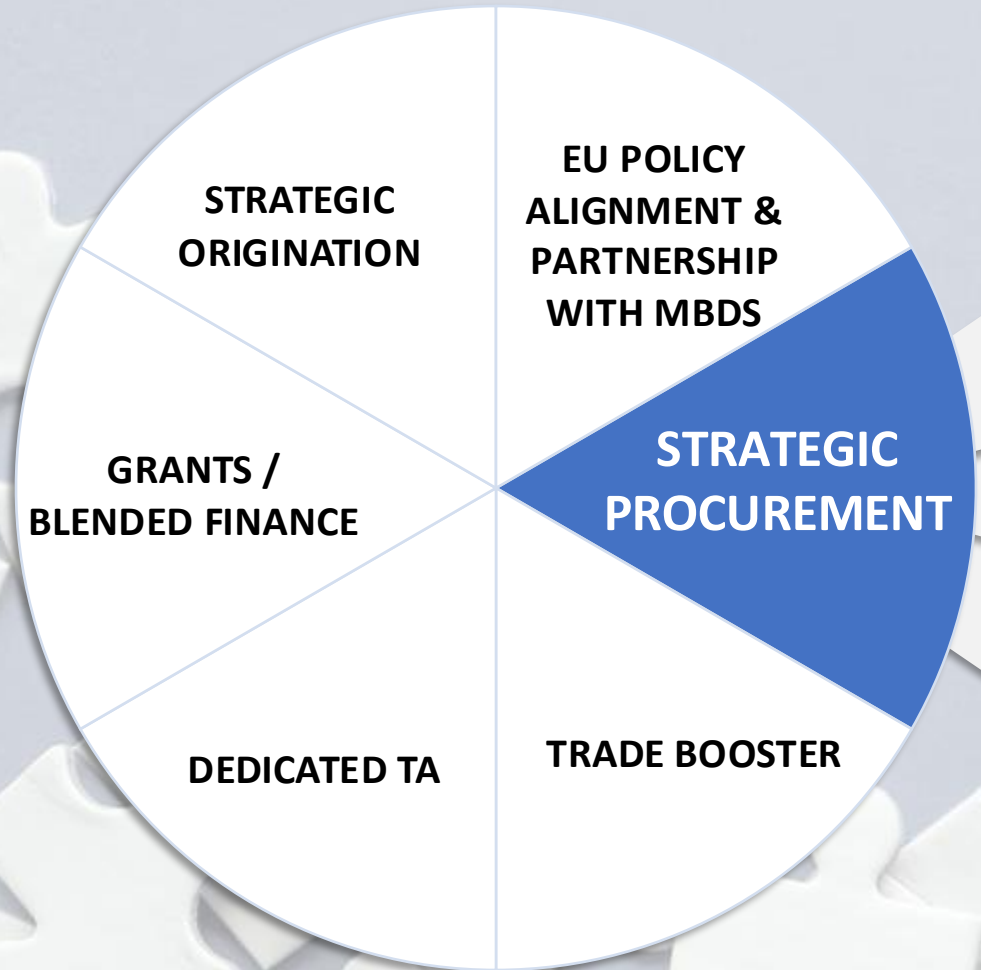 STRATEGIC
ORIGINATION
EU POLICY
ALIGNMENT &
PARTNERSHIP
WITH MBDS
STRATEGIC
PROCUREMENT
GRANTS /
BLENDED FINANCE
DEDICATED TA
TRADE BOOSTER